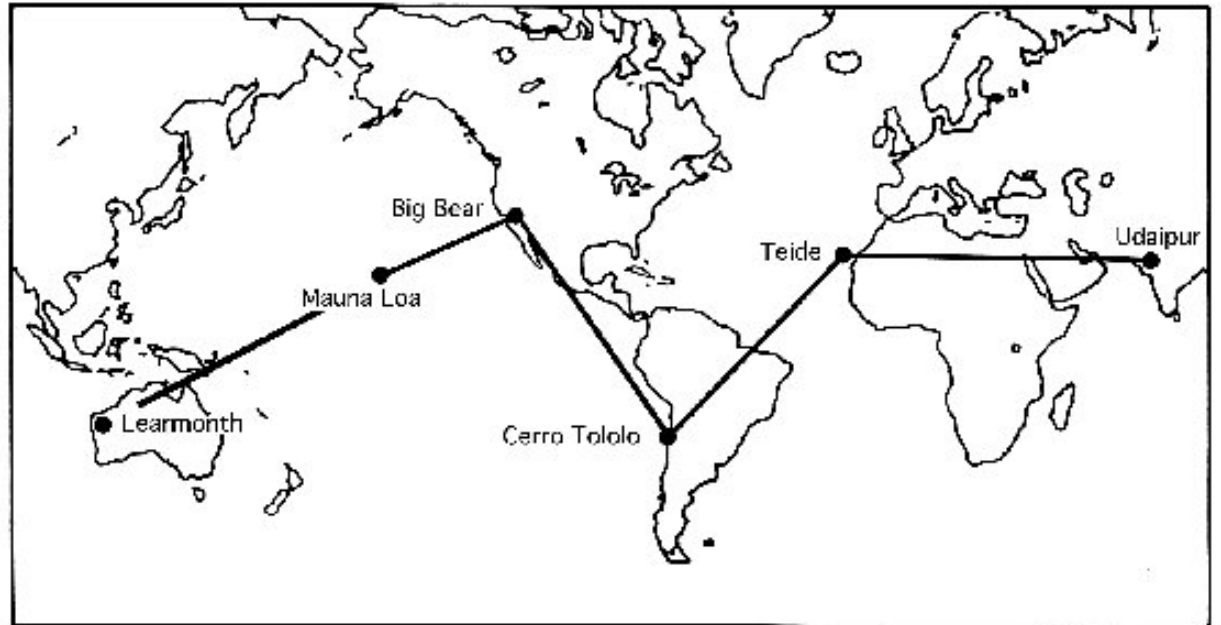 Big Bear
Udaipur
Teide
Mauna Loa
Learmonth
Cerro Tololo